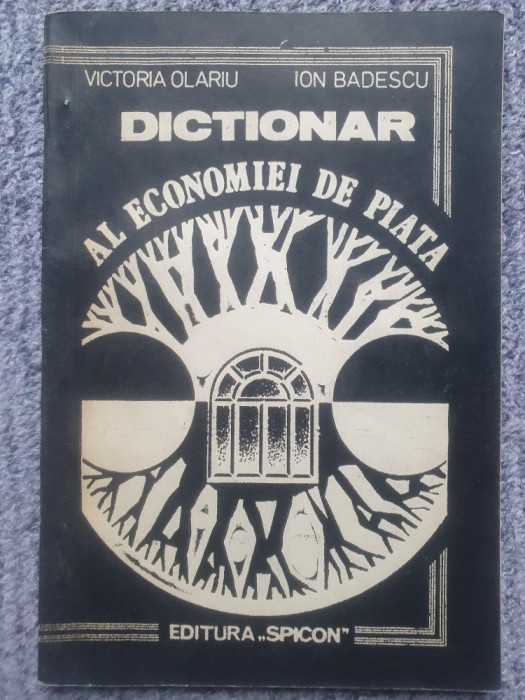 VICTORIA OLARIU ION BADESCU
DICTIONAR
AL ECONOMIEI DE PIATA
EDITURA „SPICON”